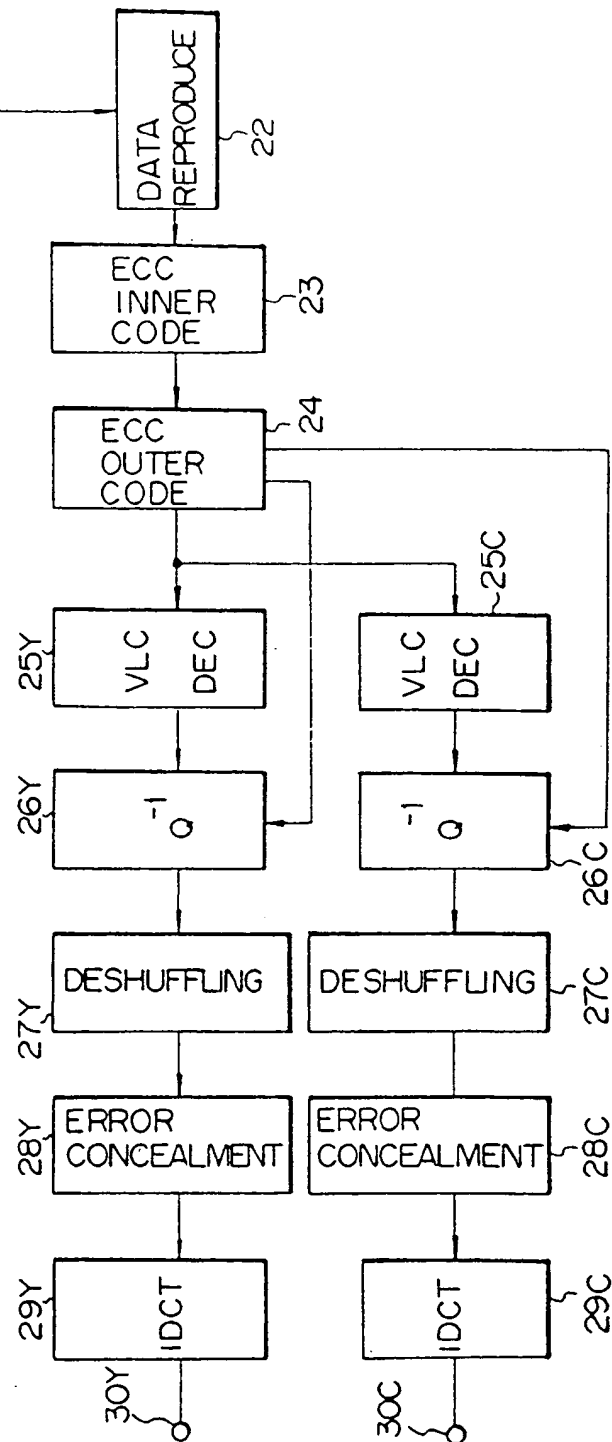 DATA
REPRODUCE
22
ECC
INNER
CODE
23
ECC
OUTER
CODE
24
25Y
VLC
DEC
VLC
DEC
25C
26Y
Q-1
Q-1
26C
27Y
DESHUFFLING
DESHUFFLING
27C
28Y
ERROR
CONCEALMENT
ERROR
CONCEALMENT
28C
29Y
IDCT
IDCT
29C
30Y
30C